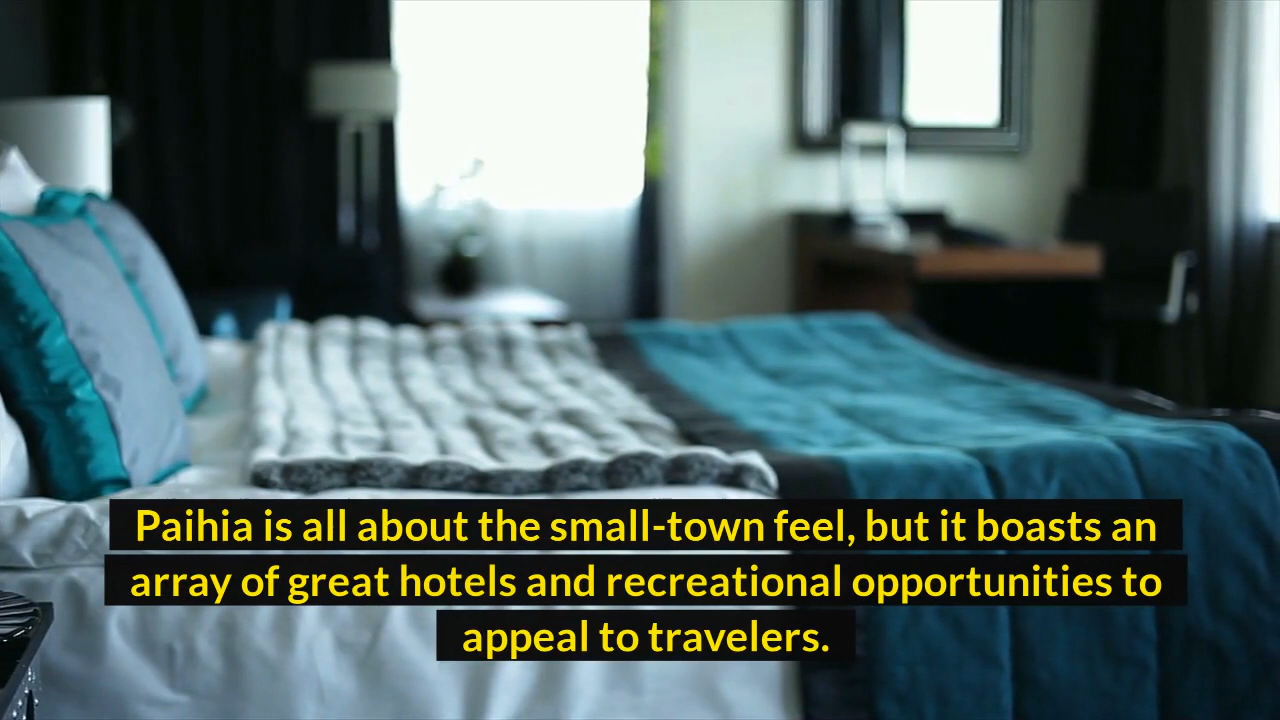 Paihia is all about the small-town feel, but it boasts an
array of great hotels and recreational opportunities to
appeal to travelers.